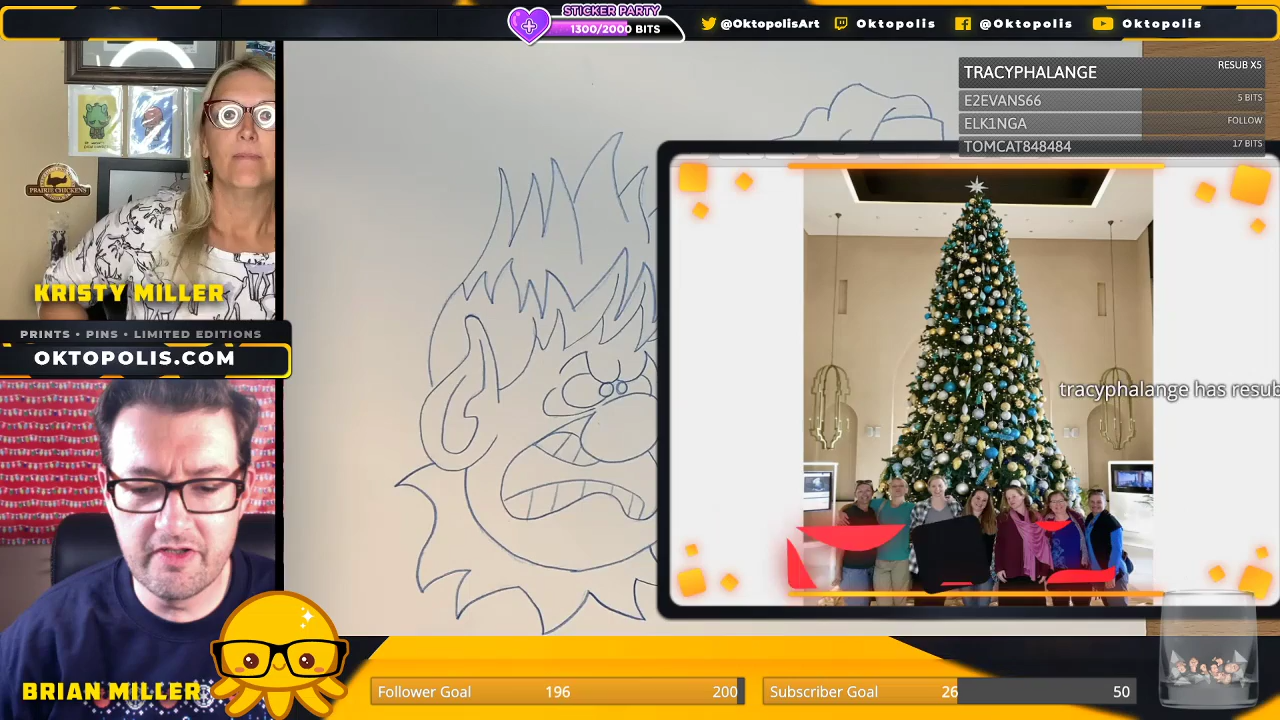 STICKER PARTY
1300/2000 BITS
@OktopolisArt
Oktopolis
@Oktopolis
Oktopolis
TRACYPHALANGE RESUB X5
E2EVANS66 5 BITS
ELK1NGA FOLLOW
TOMCAT848484 17 BITS
PRAIRIE CHICKENS
KRISTY MILLER
PRINTS • PINS • LIMITED EDITIONS
OKTOPOLIS.COM
tracyphalange has resub
BRIAN MILLER
Follower Goal 196 200
Subscriber Goal 26 50